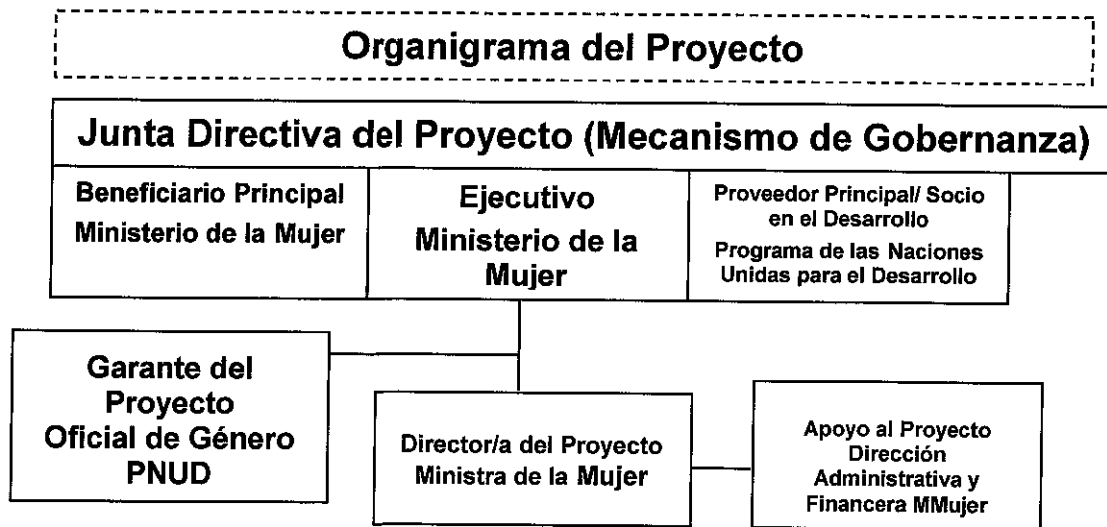 Organigrama del Proyecto
Junta Directiva del Proyecto (Mecanismo de Gobernanza)
Beneficiario Principal
Ministerio de la Mujer
Ejecutivo
Ministerio de la
Mujer
Proveedor Principal/ Socio
en el Desarrollo
Programa de las Naciones
Unidas para el Desarrollo
Garante del
Proyecto
Oficial de Género
PNUD
Director/a del Proyecto
Ministra de la Mujer
Apoyo al Proyecto
Dirección
Administrativa y
Financera MMujer